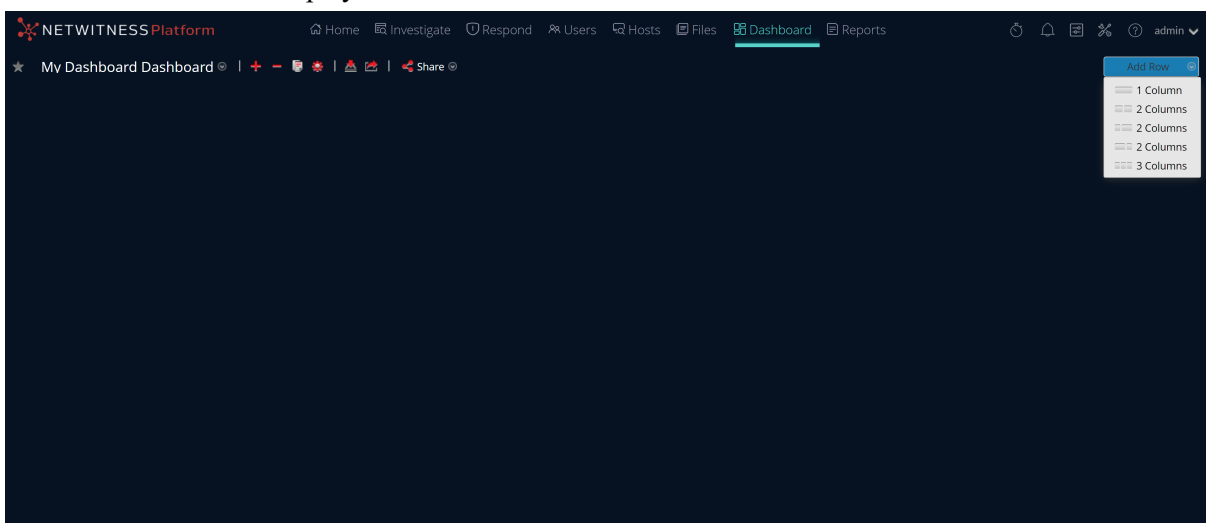 NETWITNESS Platform Home Investigate Respond Users Hosts Files Dashboard Reports admin
My Dashboard Dashboard Share Add Row
1 Column
2 Columns
2 Columns
2 Columns
3 Columns